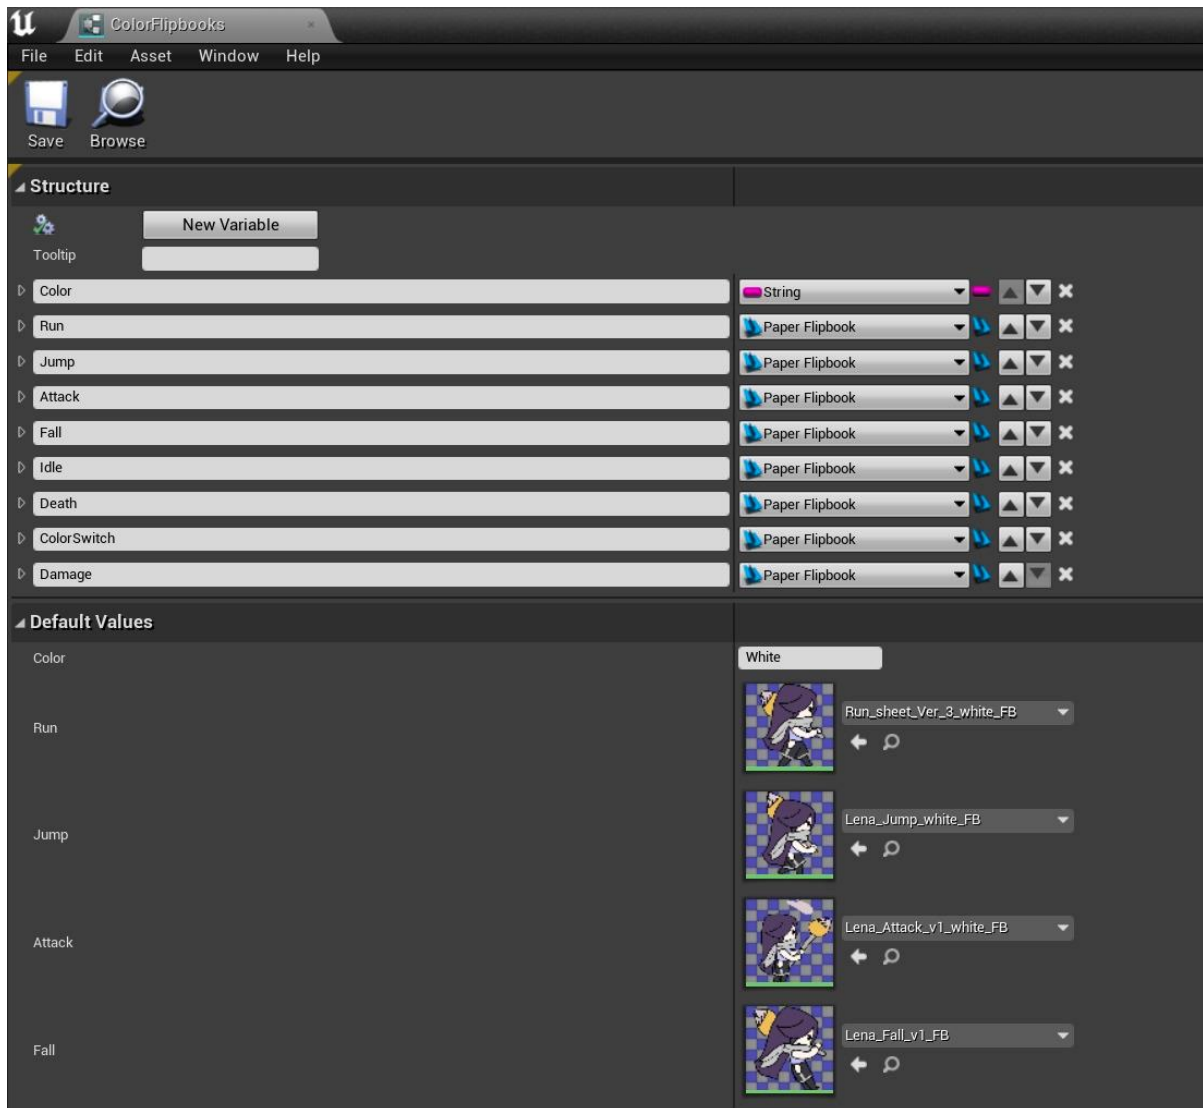 ColorFlipbooks
File Edit Asset Window Help
Save Browse
Structure
New Variable
Tooltip
Color String
Run Paper Flipbook
Jump Paper Flipbook
Attack Paper Flipbook
Fall Paper Flipbook
Idle Paper Flipbook
Death Paper Flipbook
ColorSwitch Paper Flipbook
Damage Paper Flipbook
Default Values
Color White
Run Run_sheet_Ver_3_white_FB
Jump Lena_Jump_white_FB
Attack Lena_Attack_v1_white_FB
Fall Lena_Fall_v1_FB